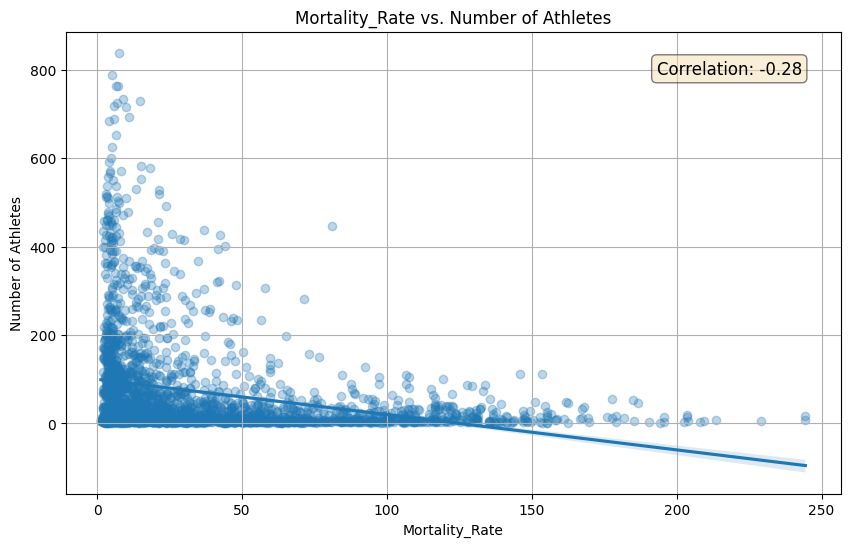 Mortality_Rate vs. Number of Athletes
Correlation: -0.28
Number of Athletes
800
600
400
200
0
0 50 100 150 200 250
Mortality_Rate